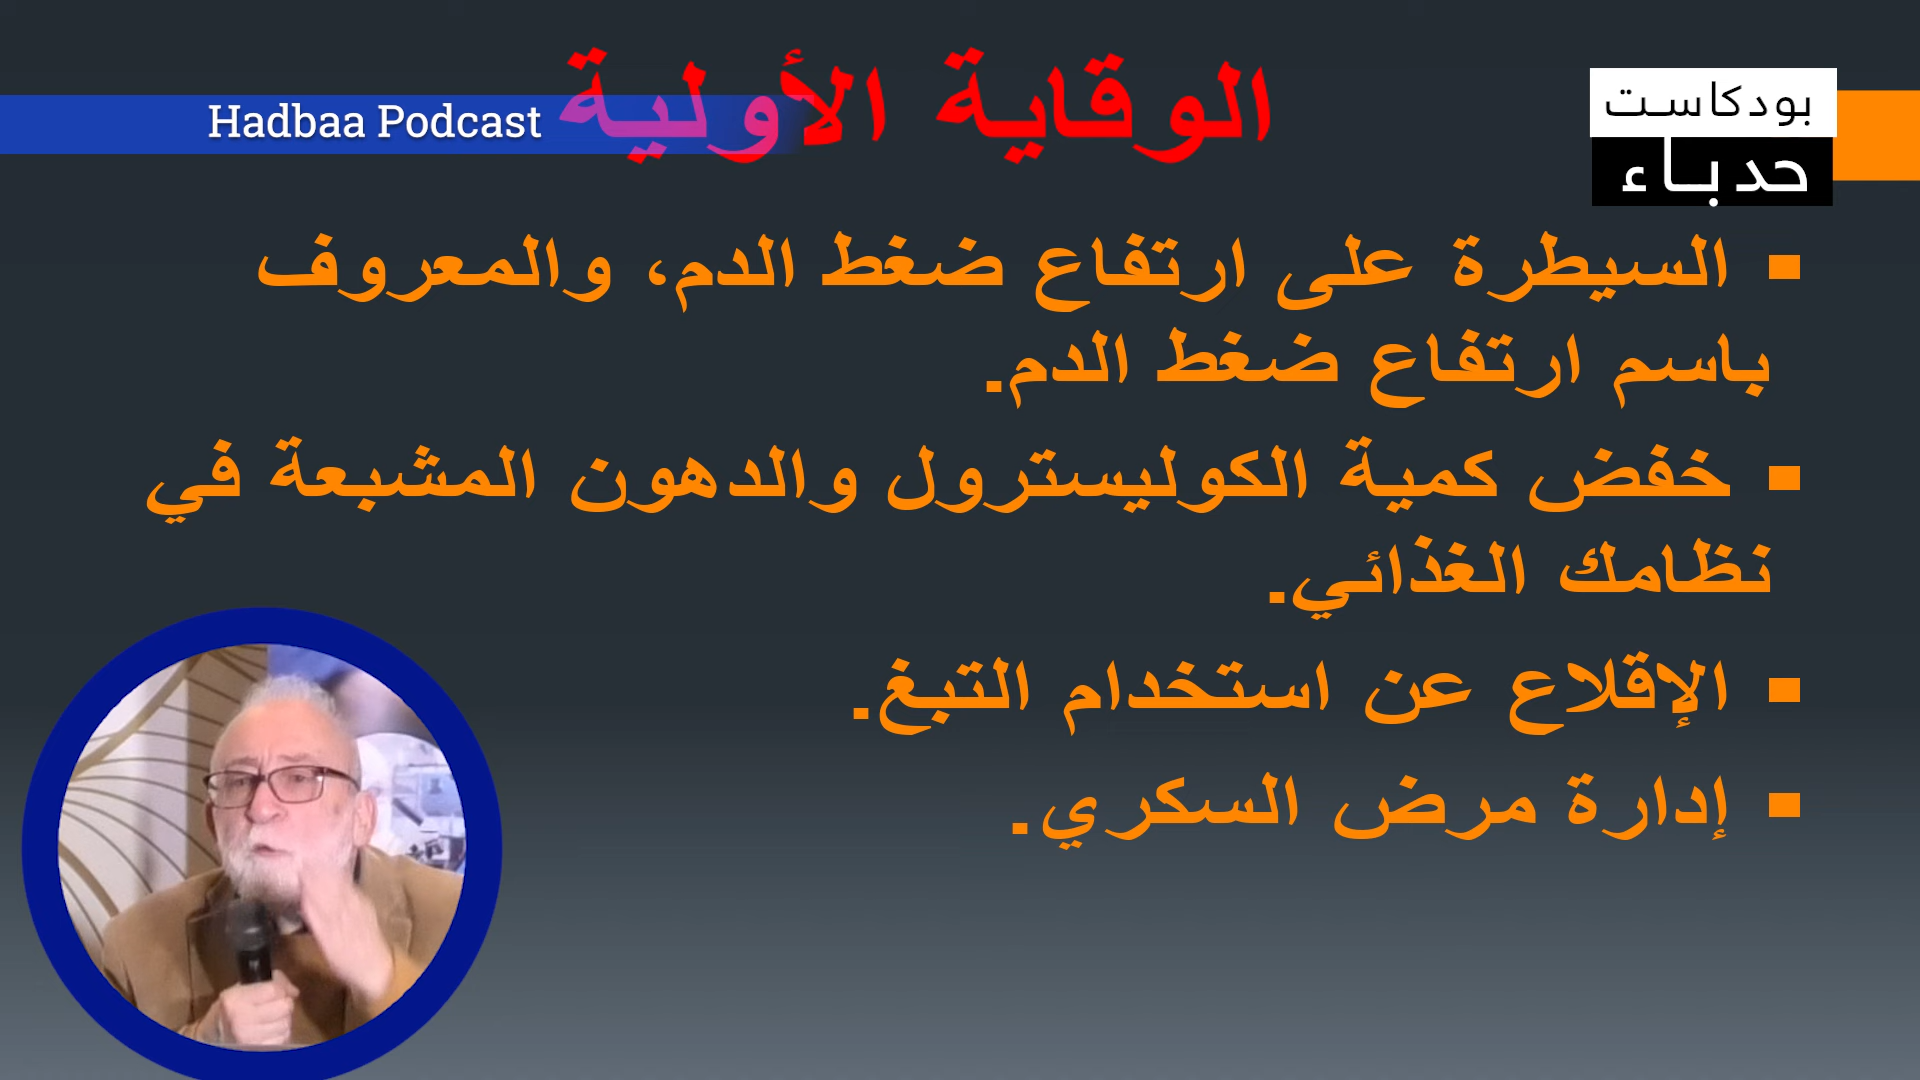 الوقاية الأولية
Hadbaa Podcast
بودكاست
حدباء
▪ السيطرة على ارتفاع ضغط الدم، والمعروف
باسم ارتفاع ضغط الدم.
▪ خفض كمية الكوليسترول والدهون المشبعة في
نظامك الغذائي.
▪ الإقلاع عن استخدام التبغ.
▪ إدارة مرض السكري.